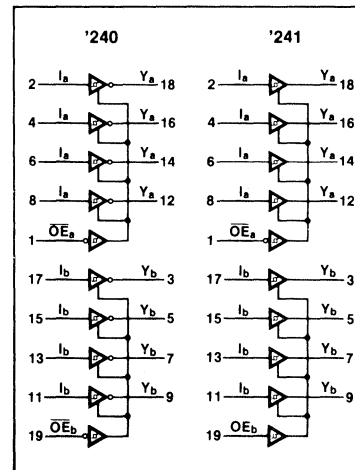 '240 '241
2 Ia Ya 18 2 Ia Ya 18
4 Ia Ya 16 4 Ia Ya 16
6 Ia Ya 14 6 Ia Ya 14
8 Ia Ya 12 8 Ia Ya 12
1 O̅E̅a 1 O̅E̅a
17 Ib Yb 3 17 Ib Yb 3
15 Ib Yb 5 15 Ib Yb 5
13 Ib Yb 7 13 Ib Yb 7
11 Ib Yb 9 11 Ib Yb 9
19 O̅E̅b 19 OEb